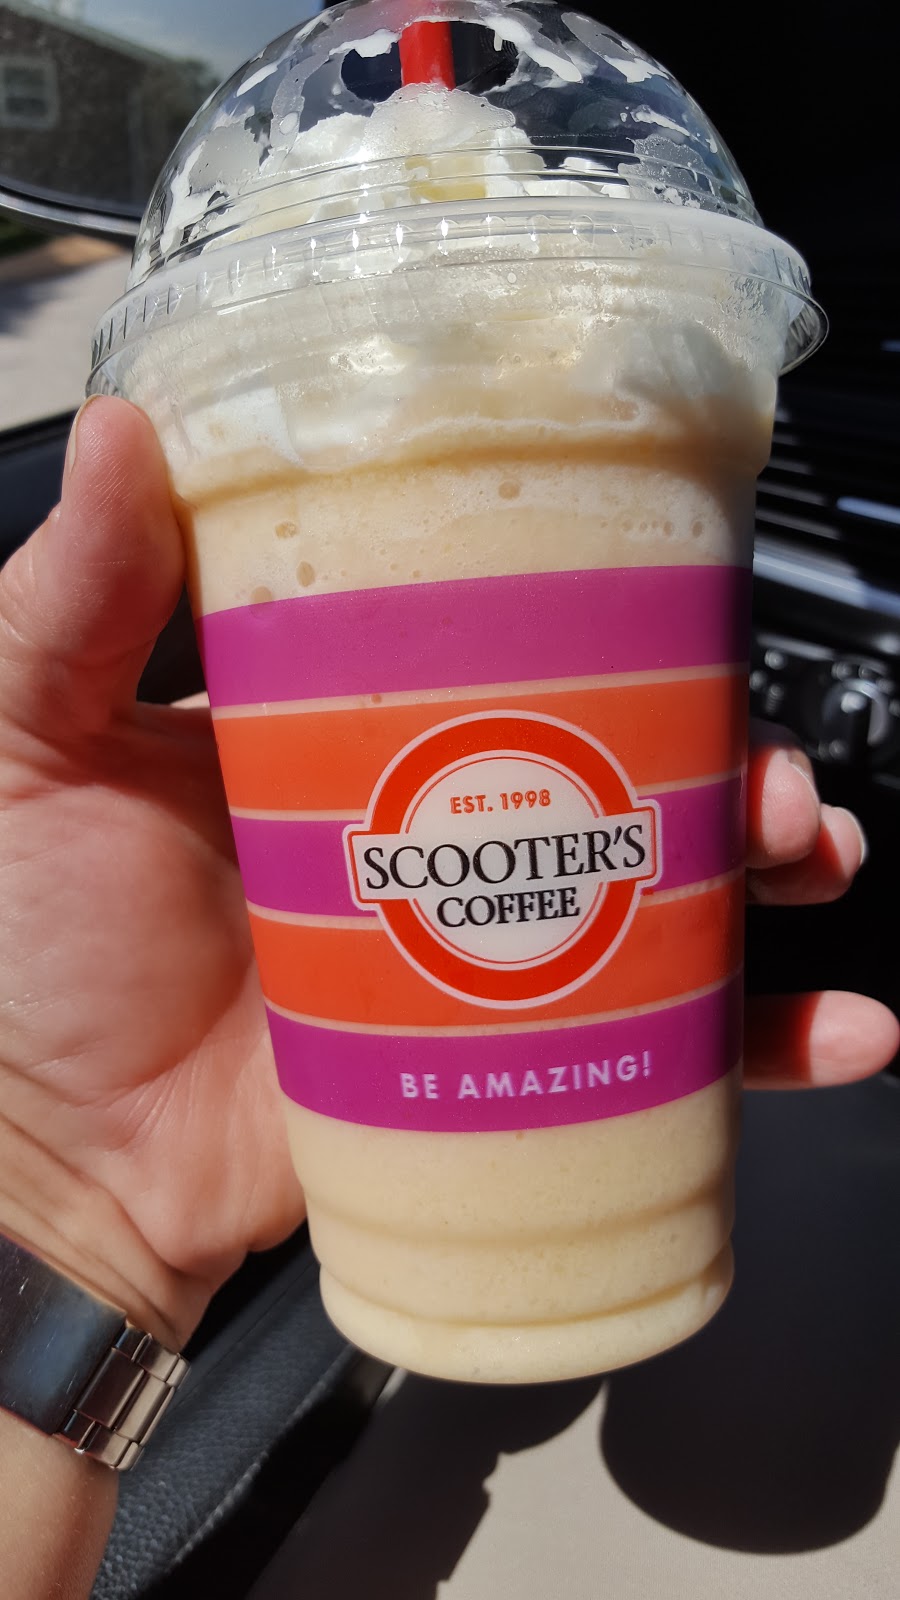 EST. 1998
SCOOTER'S
COFFEE
BE AMAZING!